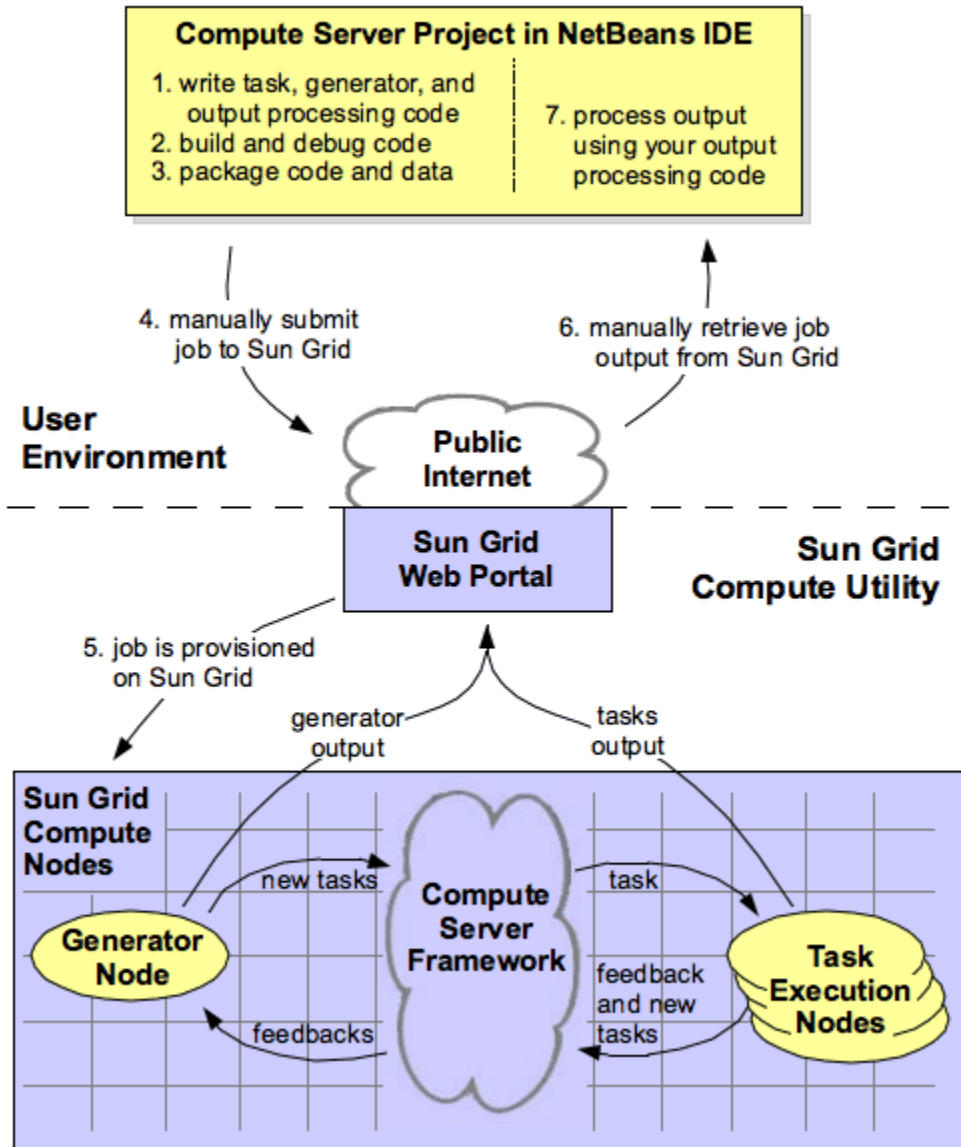 Compute Server Project in NetBeans IDE
1. write task, generator, and
output processing code
2. build and debug code
3. package code and data
7. process output
using your output
processing code
4. manually submit
job to Sun Grid
6. manually retrieve job
output from Sun Grid
User
Environment
Public
Internet
Sun Grid
Web Portal
Sun Grid
Compute Utility
5. job is provisioned
on Sun Grid
generator
output
tasks
output
Sun Grid
Compute
Nodes
new tasks
Compute
Server
Framework
task
Generator
Node
Task
Execution
Nodes
feedbacks
feedback
and new
tasks